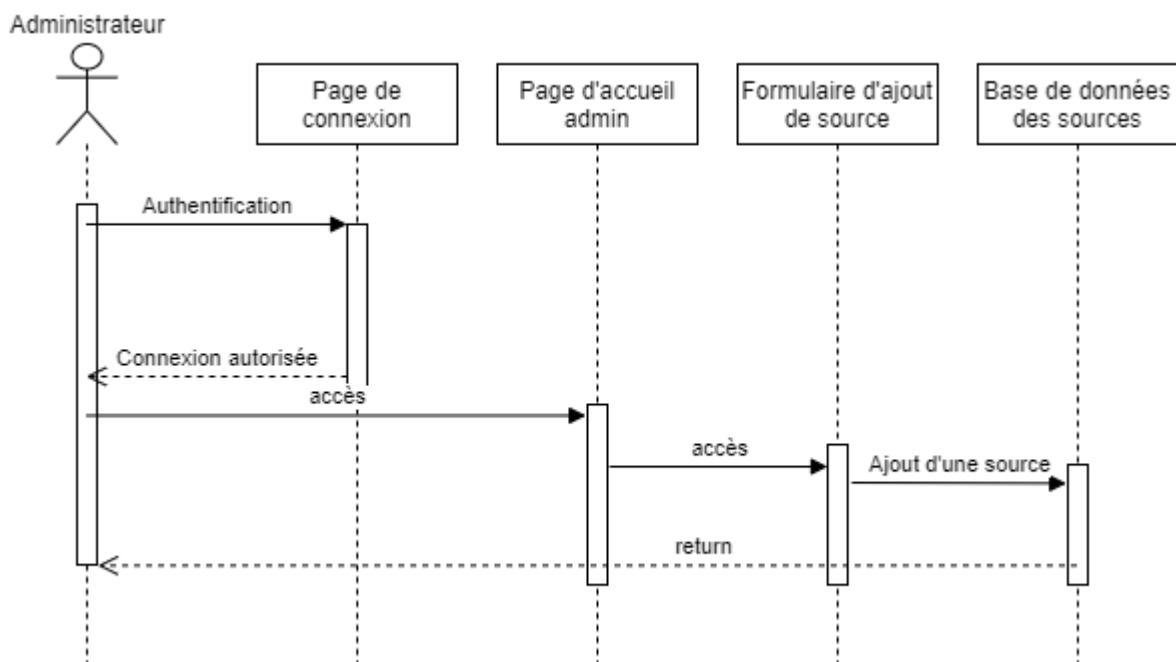 Administrateur
Page de
connexion
Page d'accueil
admin
Formulaire d'ajout
de source
Base de données
des sources
Authentification
Connexion autorisée
accès
accès
Ajout d'une source
return